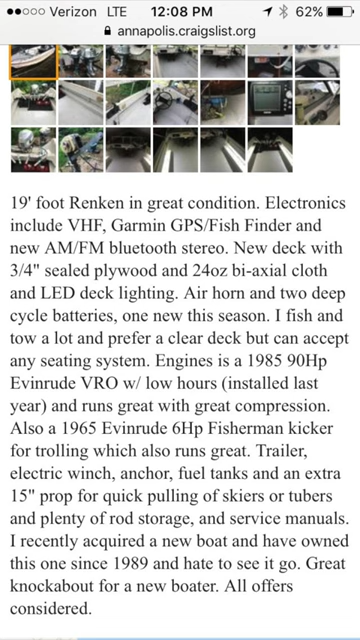 Verizon LTE 12:08 PM 62%
annapolis.craigslist.org
19' foot Renken in great condition. Electronics
include VHF, Garmin GPS/Fish Finder and
new AM/FM bluetooth stereo. New deck with
3/4" sealed plywood and 24oz bi-axial cloth
and LED deck lighting. Air horn and two deep
cycle batteries, one new this season. I fish and
tow a lot and prefer a clear deck but can accept
any seating system. Engines is a 1985 90Hp
Evinrude VRO w/ low hours (installed last
year) and runs great with great compression.
Also a 1965 Evinrude 6Hp Fisherman kicker
for trolling which also runs great. Trailer,
electric winch, anchor, fuel tanks and an extra
15" prop for quick pulling of skiers or tubers
and plenty of rod storage, and service manuals.
I recently acquired a new boat and have owned
this one since 1989 and hate to see it go. Great
knockabout for a new boater. All offers
considered.